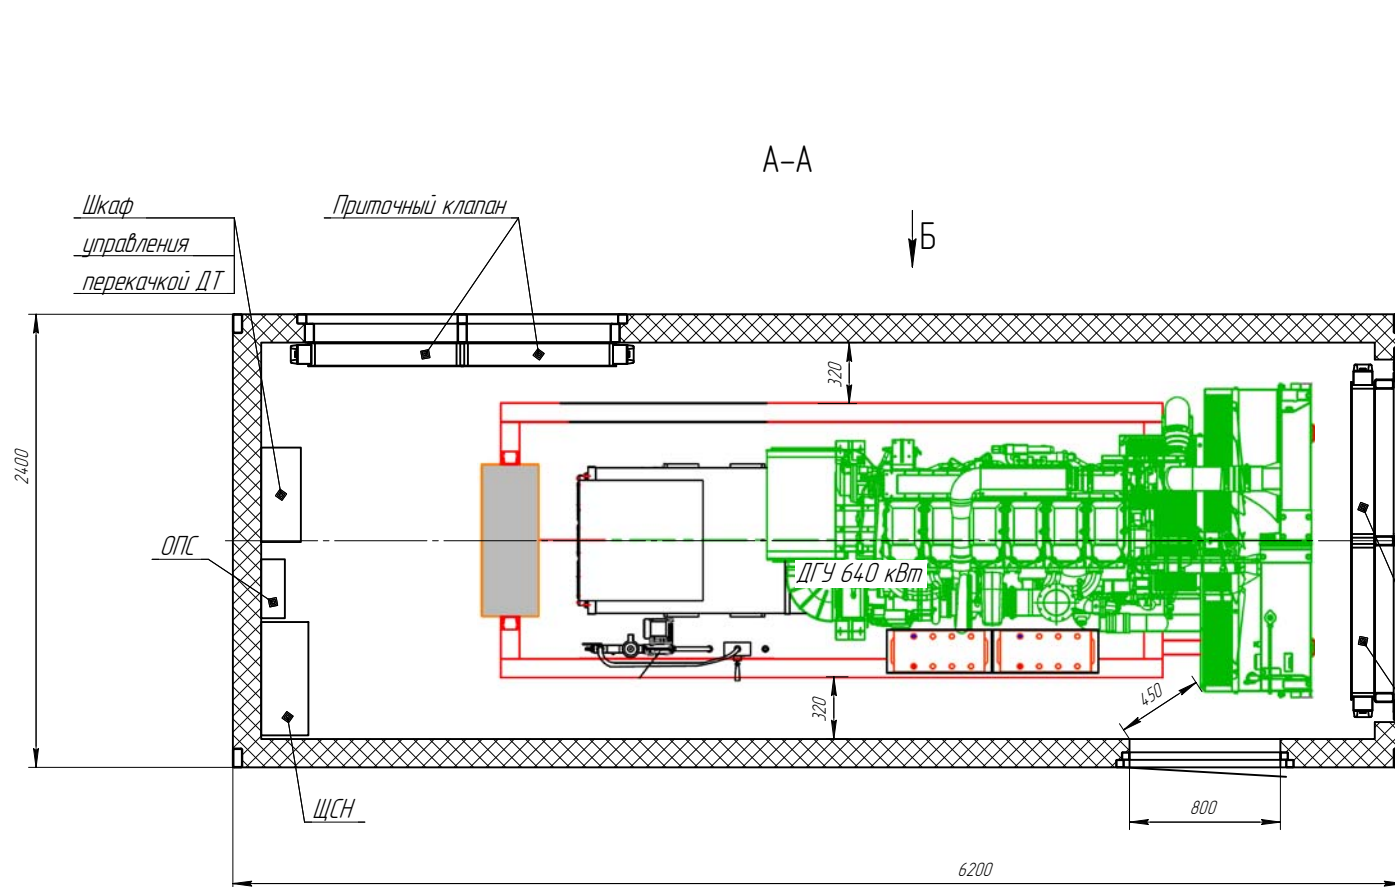 А-А
Шкаф
управления
перекачкой ДТ
Приточный клапан
Б
320
2400
ОПС
ДГУ 640 кВт
320
450
ЩСН
800
6200